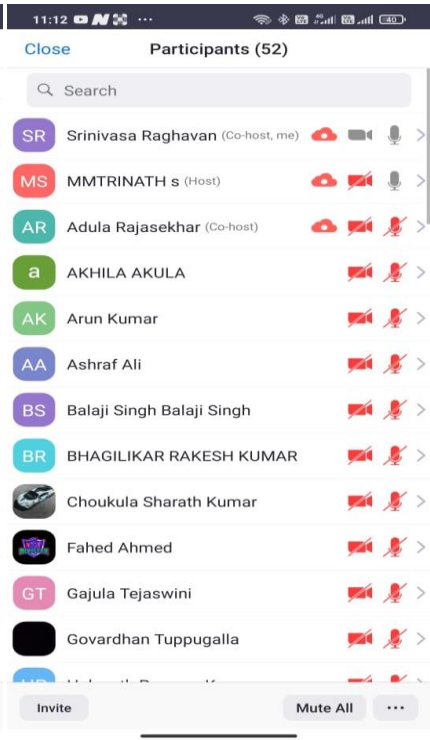 11:12
40
Close Participants (52)
Search
SR Srinivasa Raghavan (Co-host, me)
MS MMTRINATH s (Host)
AR Adula Rajasekhar (Co-host)
a AKHILA AKULA
AK Arun Kumar
AA Ashraf Ali
BS Balaji Singh Balaji Singh
BR BHAGILIKAR RAKESH KUMAR
Choukula Sharath Kumar
Fahed Ahmed
GT Gajula Tejaswini
Govardhan Tuppugalla
Invite Mute All ...